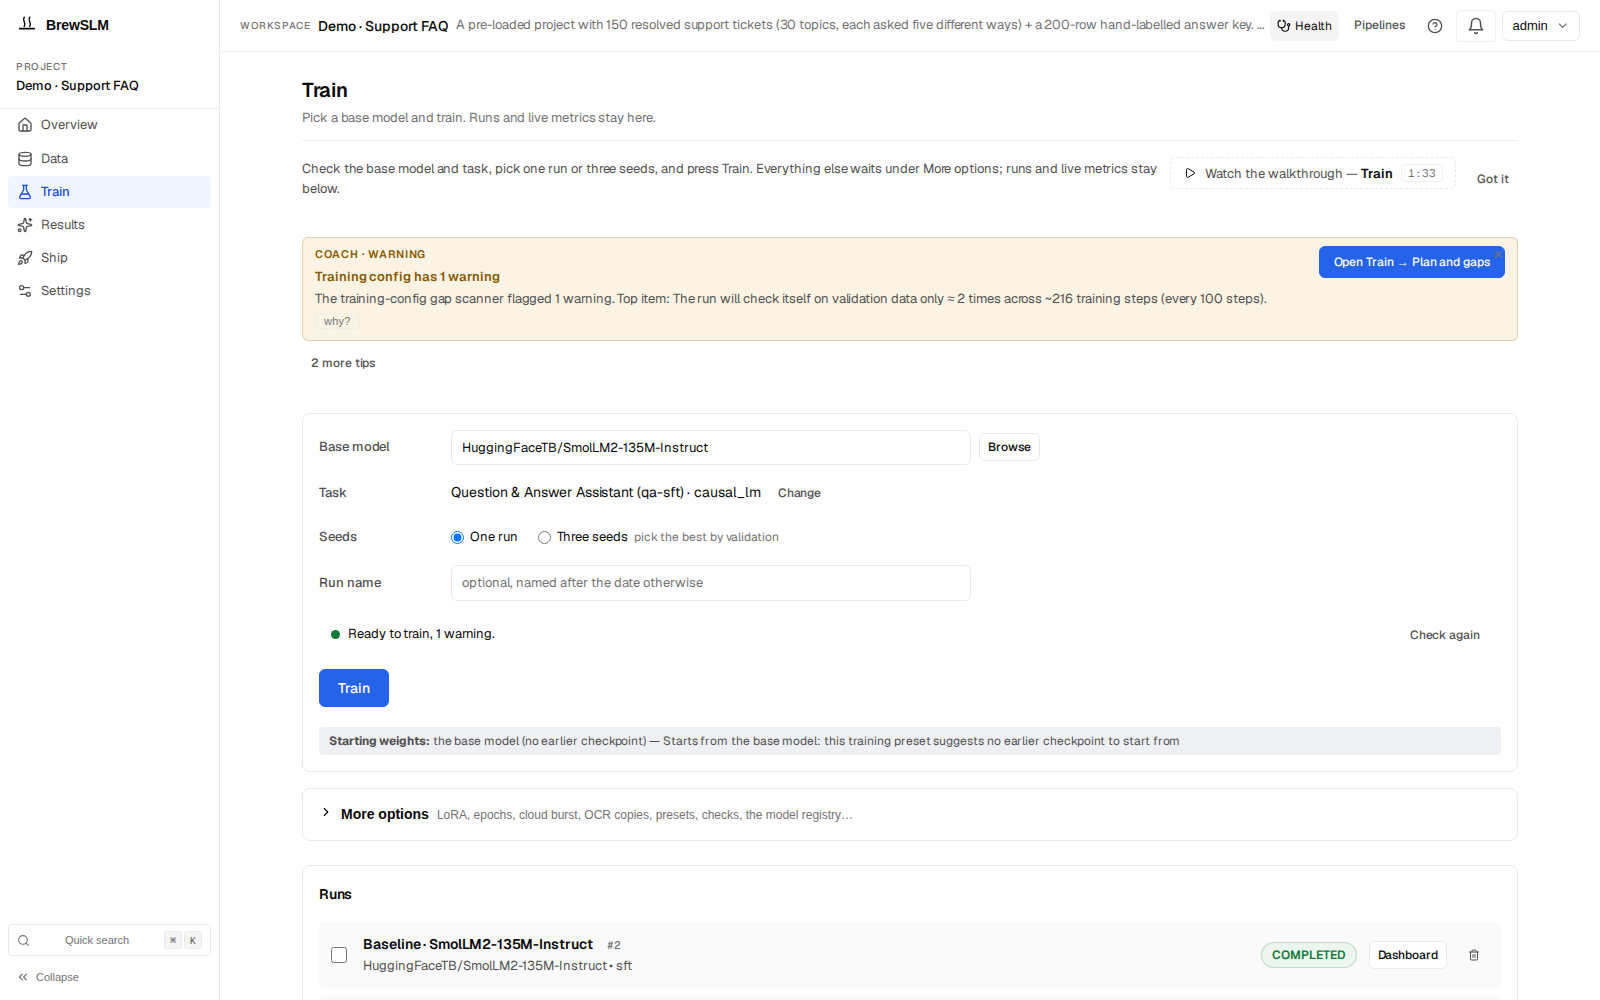 BrewSLM
PROJECT
Demo · Support FAQ
Overview
Data
Train
Results
Ship
Settings
Quick search ⌘ K
Collapse
WORKSPACE Demo · Support FAQ A pre-loaded project with 150 resolved support tickets (30 topics, each asked five different ways) + a 200-row hand-labelled answer key. ... Health Pipelines admin
Train
Pick a base model and train. Runs and live metrics stay here.
Check the base model and task, pick one run or three seeds, and press Train. Everything else waits under More options; runs and live metrics stay
below.
Watch the walkthrough — Train 1:33 Got it
COACH · WARNING
Training config has 1 warning
The training-config gap scanner flagged 1 warning. Top item: The run will check itself on validation data only ≈ 2 times across ~216 training steps (every 100 steps).
why?
Open Train → Plan and gaps
2 more tips
Base model HuggingFaceTB/SmolLM2-135M-Instruct Browse
Task Question & Answer Assistant (qa-sft) · causal_lm Change
Seeds One run Three seeds pick the best by validation
Run name optional, named after the date otherwise
Ready to train, 1 warning. Check again
Train
Starting weights: the base model (no earlier checkpoint) — Starts from the base model: this training preset suggests no earlier checkpoint to start from
More options LoRA, epochs, cloud burst, OCR copies, presets, checks, the model registry...
Runs
Baseline · SmolLM2-135M-Instruct #2
HuggingFaceTB/SmolLM2-135M-Instruct • sft
COMPLETED Dashboard